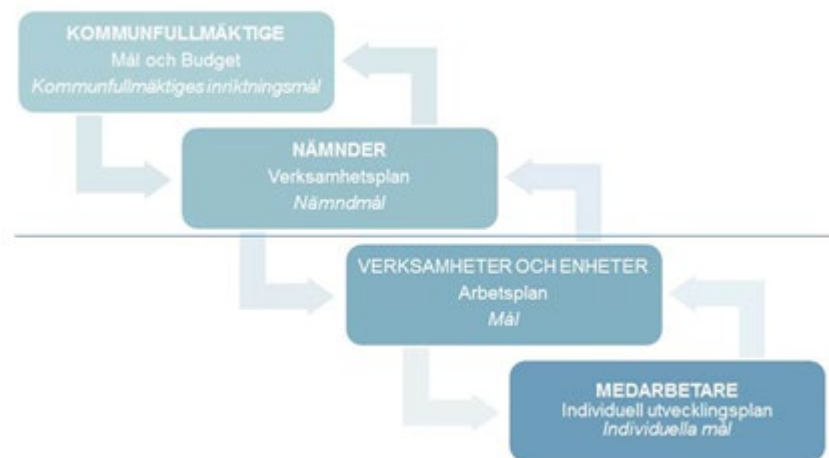 KOMMUNFULLMÄKTIGE
Mål och Budget
Kommunfullmäktiges inriktningsmål
NÄMNDER
Verksamhetsplan
Nämndmål
VERKSAMHETER OCH ENHETER
Arbetsplan
Mål
MEDARBETARE
Individuell utvecklingsplan
Individuella mål